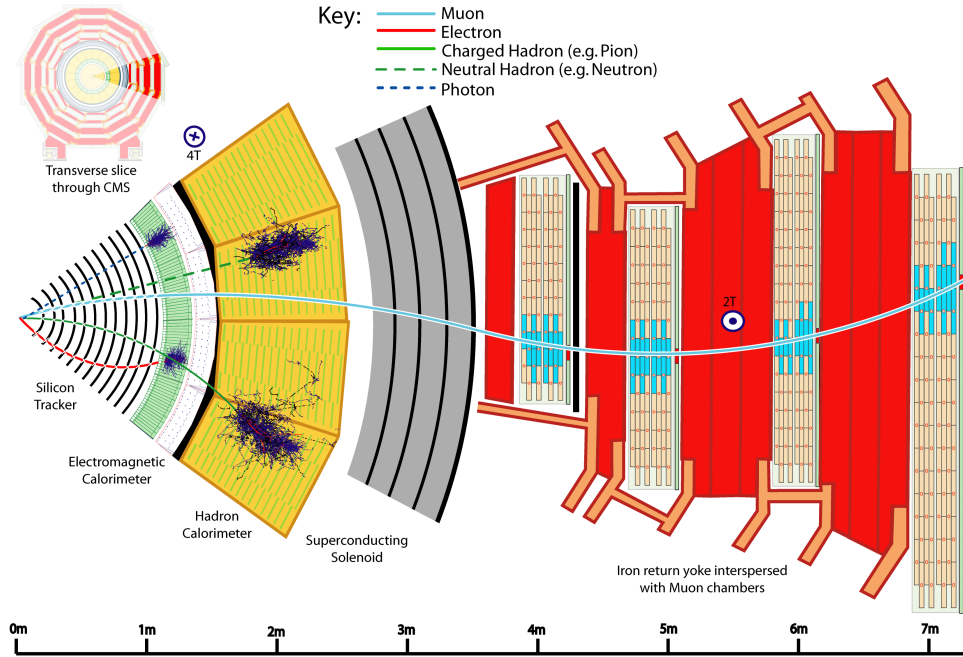 Key:
Muon
Electron
Charged Hadron (e.g. Pion)
Neutral Hadron (e.g. Neutron)
Photon
Transverse slice
through CMS
4T
2T
Silicon
Tracker
Electromagnetic
Calorimeter
Hadron
Calorimeter
Superconducting
Solenoid
Iron return yoke interspersed
with Muon chambers
0m
1m
2m
3m
4m
5m
6m
7m